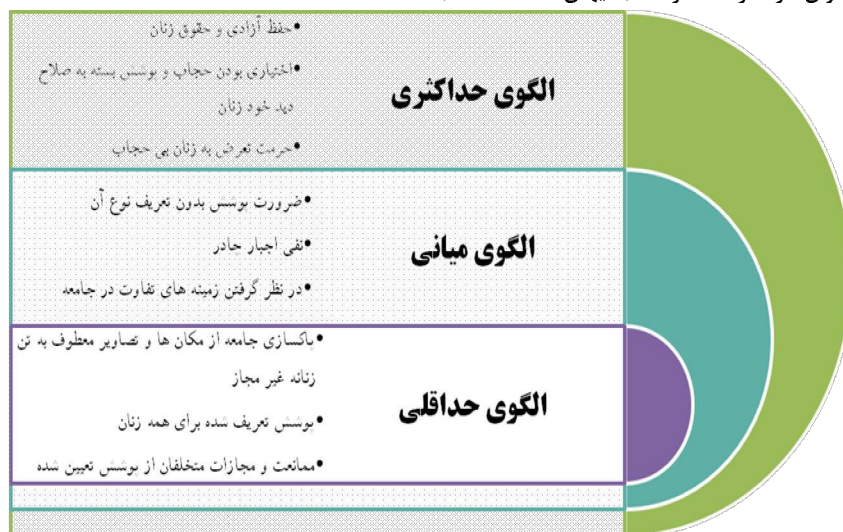 الگوی حداکثری
•حفظ آزادی و حقوق زنان
•اختیاری بودن حجاب و پوشش بسته به صلاح
دید خود زنان
•حرمت تعرض به زنان بی حجاب
الگوی میانی
•ضرورت پوشش بدون تعریف نوع آن
•نفی اجبار چادر
•در نظر گرفتن زمینه های تفاوت در جامعه
الگوی حداقلی
•پاکسازی جامعه از مکان ها و تصاویر معطوف به تن
زنانه غیر مجاز
•پوشش تعریف شده برای همه زنان
•ممانعت و مجازات متخلفان از پوشش تعیین شده